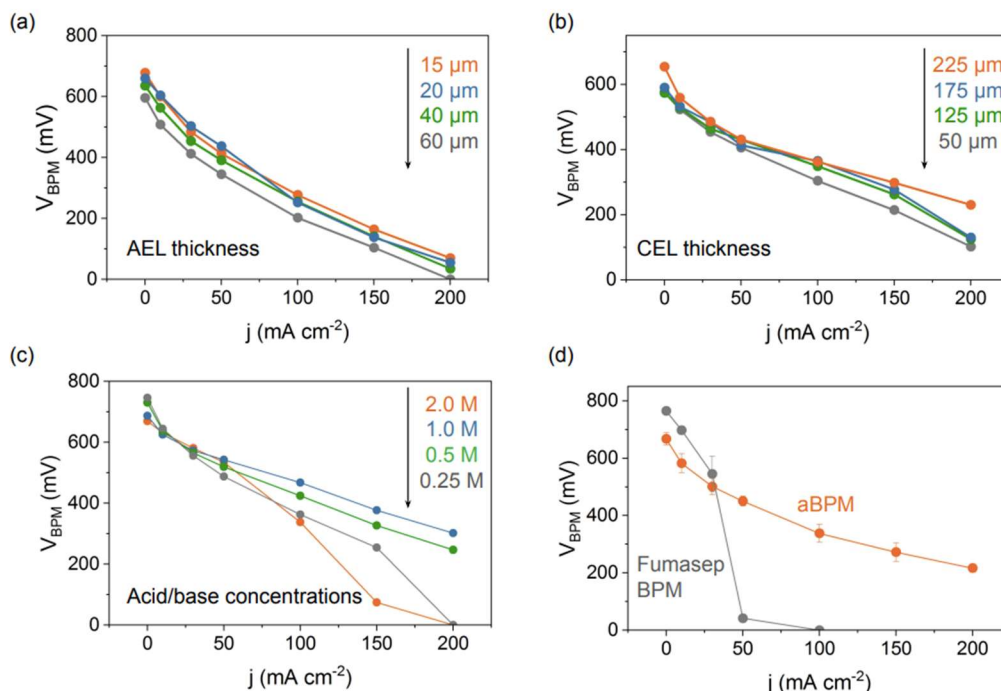 (a)
800
600
400
200
0
V_BPM (mV)
15 µm
20 µm
40 µm
60 µm
AEL thickness
0 50 100 150 200
j (mA cm⁻²)
(b)
600
400
200
0
V_BPM (mV)
225 µm
175 µm
125 µm
50 µm
CEL thickness
0 50 100 150 200
j (mA cm⁻²)
(c)
800
600
400
200
0
V_BPM (mV)
2.0 M
1.0 M
0.5 M
0.25 M
Acid/base concentrations
0 50 100 150 200
j (mA cm⁻²)
(d)
800
600
400
200
0
V_BPM (mV)
aBPM
Fumasep
BPM
0 50 100 150 200
j (mA cm⁻²)